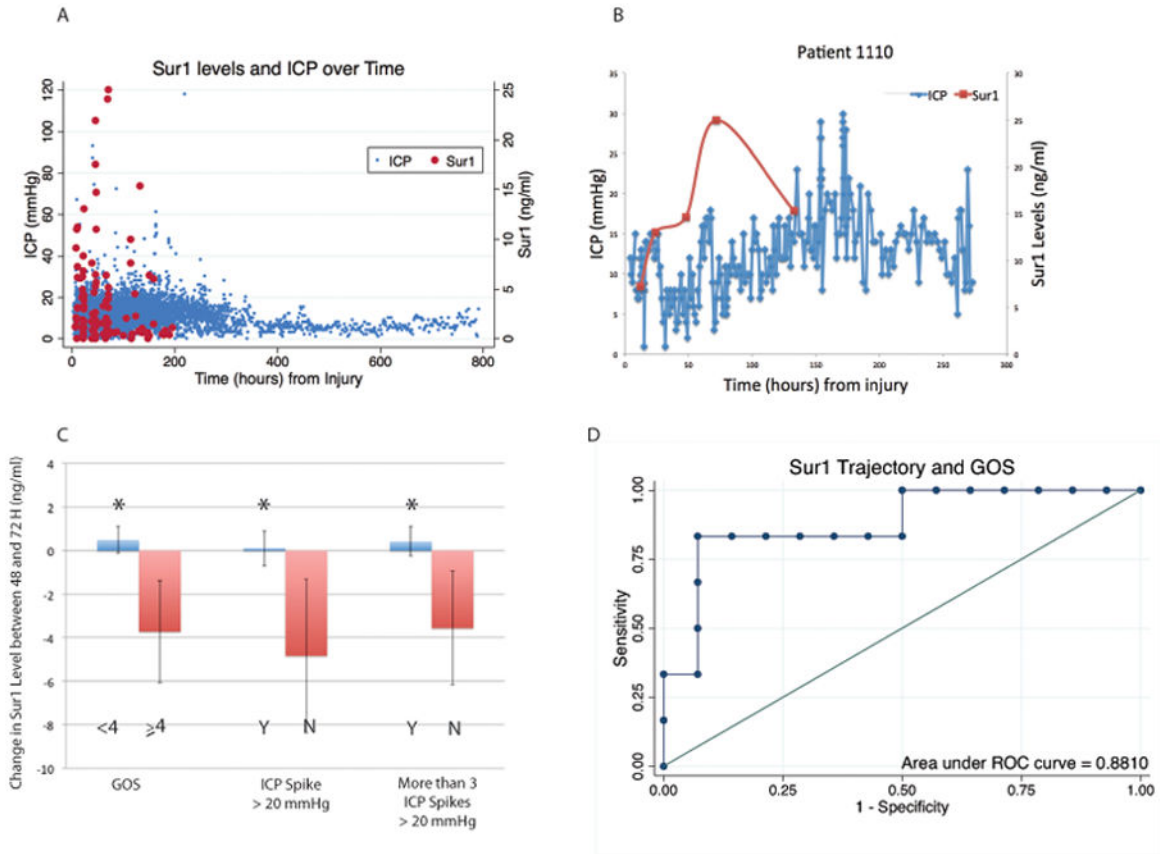 A
Sur1 levels and ICP over Time
ICP (mmHg)
120
100
80
60
40
20
0
ICP Sur1
25
20
15
10
5
0
Sur1 (ng/ml)
0 200 400 600 800
Time (hours) from Injury
B
Patient 1110
ICP (mmHg)
35
30
25
20
15
10
5
0
ICP Sur1
30
25
20
15
10
5
0
Sur1 Levels (ng/ml)
0 50 100 150 200 250 300
Time (hours) from injury
C
Change in Sur1 Level between 48 and 72 H (ng/ml)
4
2
0
-2
-4
-6
-8
-10
* * *
<4 ≥4 Y N Y N
GOS
ICP Spike
> 20 mmHg
More than 3
ICP Spikes
> 20 mmHg
D
Sur1 Trajectory and GOS
Sensitivity
1.00
0.75
0.50
0.25
0.00
Area under ROC curve = 0.8810
0.00 0.25 0.50 0.75 1.00
1 - Specificity